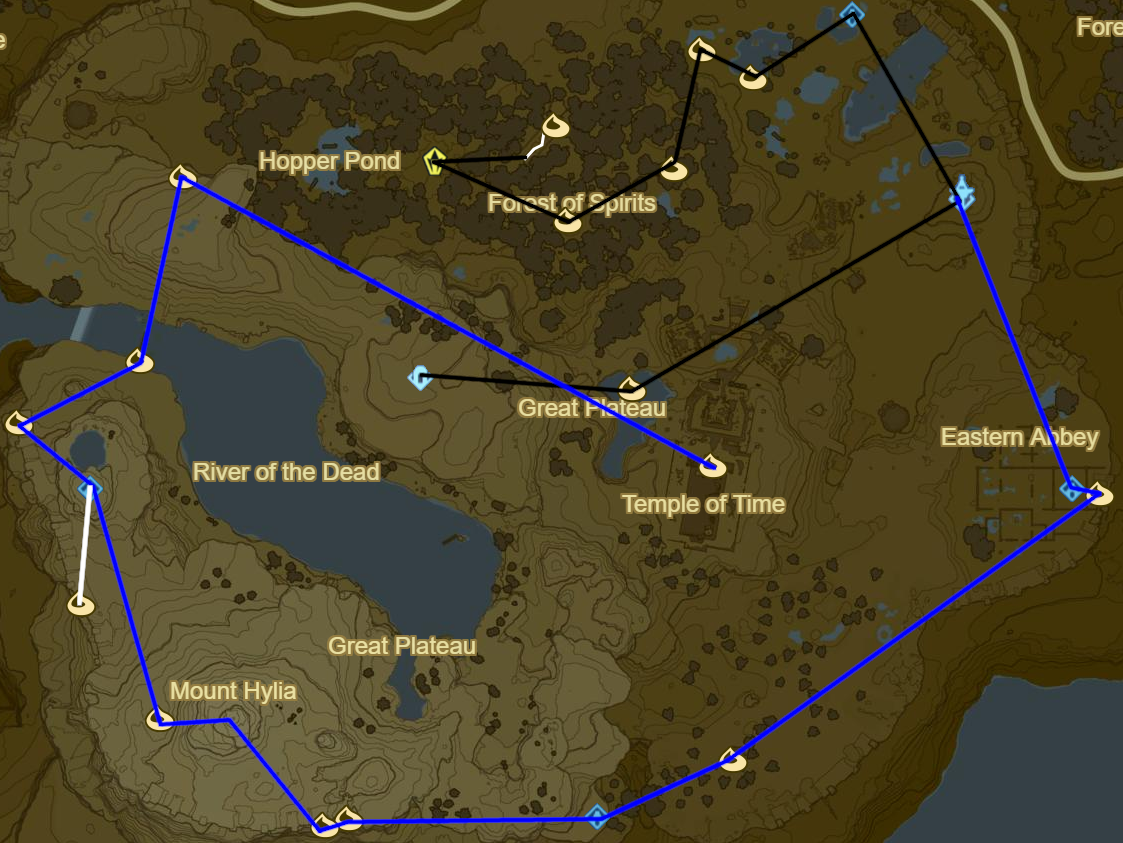 Fore
e
Hopper Pond
Forest of Spirits
Great Plateau
Eastern Abbey
River of the Dead
Temple of Time
Great Plateau
Mount Hylia